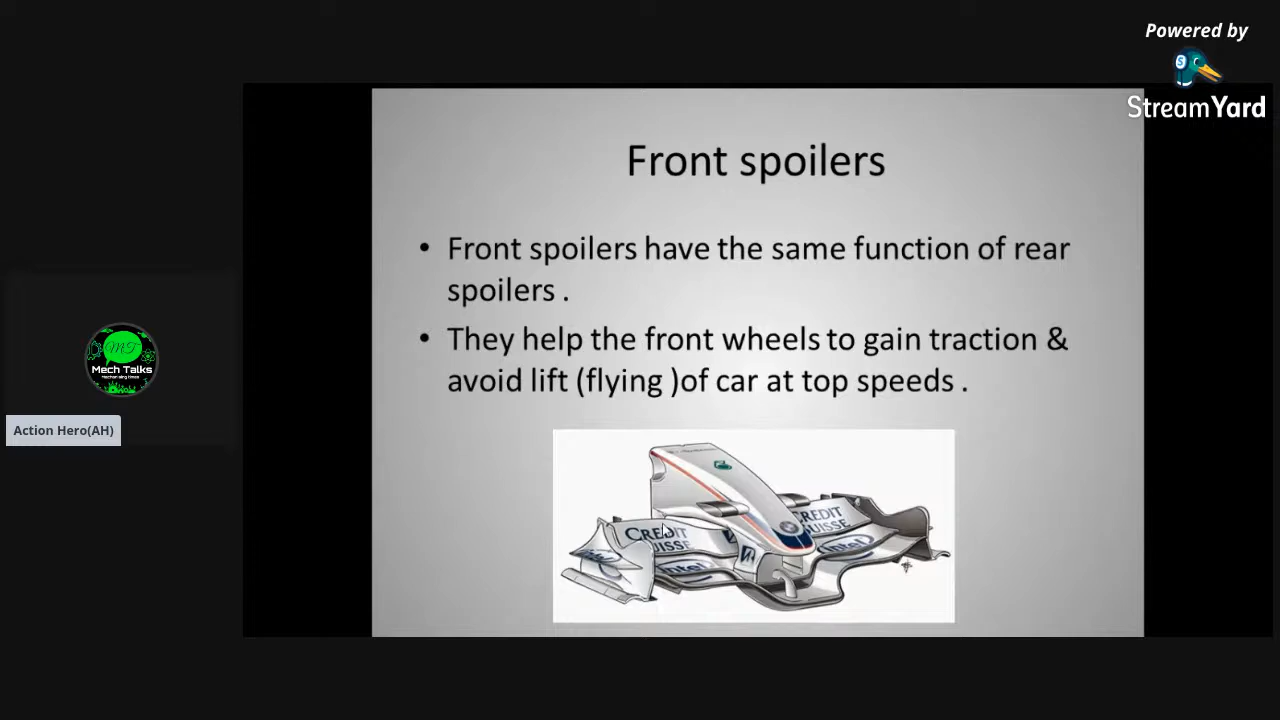 Powered by
StreamYard
Front spoilers
• Front spoilers have the same function of rear
spoilers .
• They help the front wheels to gain traction &
avoid lift (flying )of car at top speeds .
MT
Mech Talks
Action Hero(AH)
CREDIT
SUISSE
intel
CREDIT
SUISSE
intel